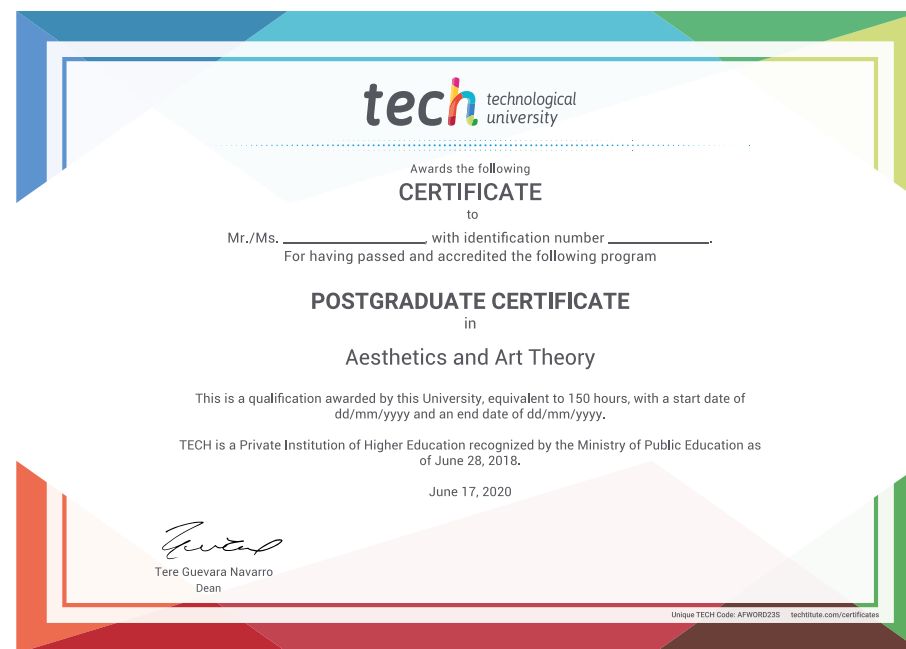 tech technological
university
Awards the following
CERTIFICATE
to
Mr./Ms. ____________________, with identification number ______________.
For having passed and accredited the following program
POSTGRADUATE CERTIFICATE
in
Aesthetics and Art Theory
This is a qualification awarded by this University, equivalent to 150 hours, with a start date of
dd/mm/yyyy and an end date of dd/mm/yyyy.
TECH is a Private Institution of Higher Education recognized by the Ministry of Public Education as
of June 28, 2018.
June 17, 2020
Tere Guevara Navarro
Dean
Unique TECH Code: AFWORD23S techtitute.com/certificates